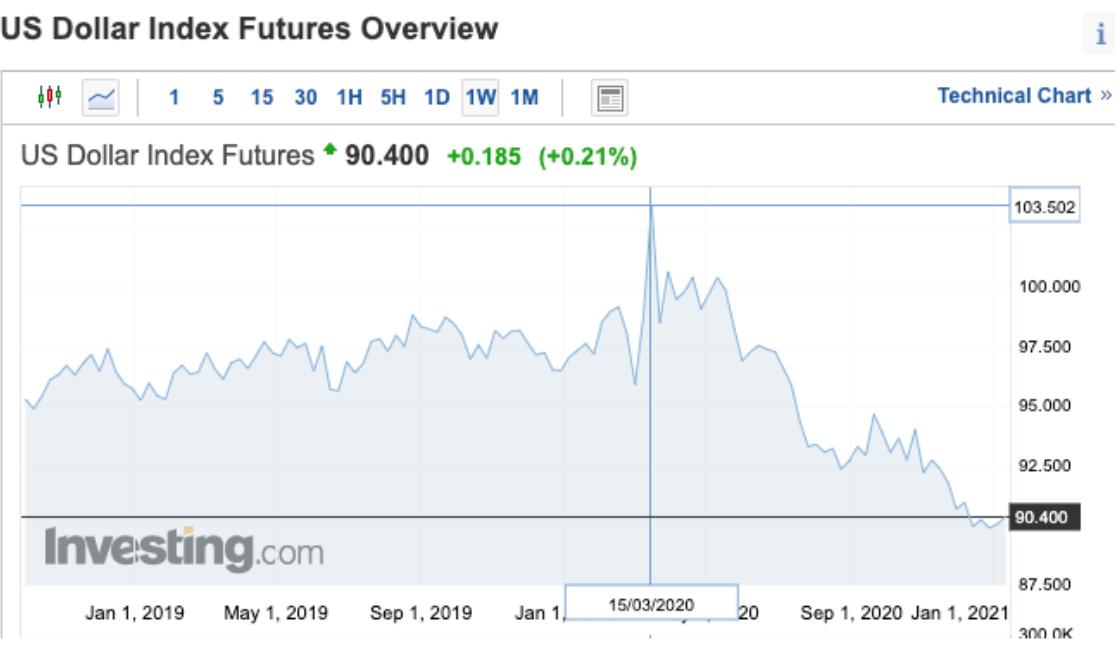 US Dollar Index Futures Overview
i
1 5 15 30 1H 5H 1D 1W 1M
Technical Chart »
US Dollar Index Futures 90.400 +0.185 (+0.21%)
103.502
100.000
97.500
95.000
92.500
90.400
Investing.com
87.500
Jan 1, 2019 May 1, 2019 Sep 1, 2019 Jan 1 15/03/2020 20 Sep 1, 2020 Jan 1, 2021
300.0K